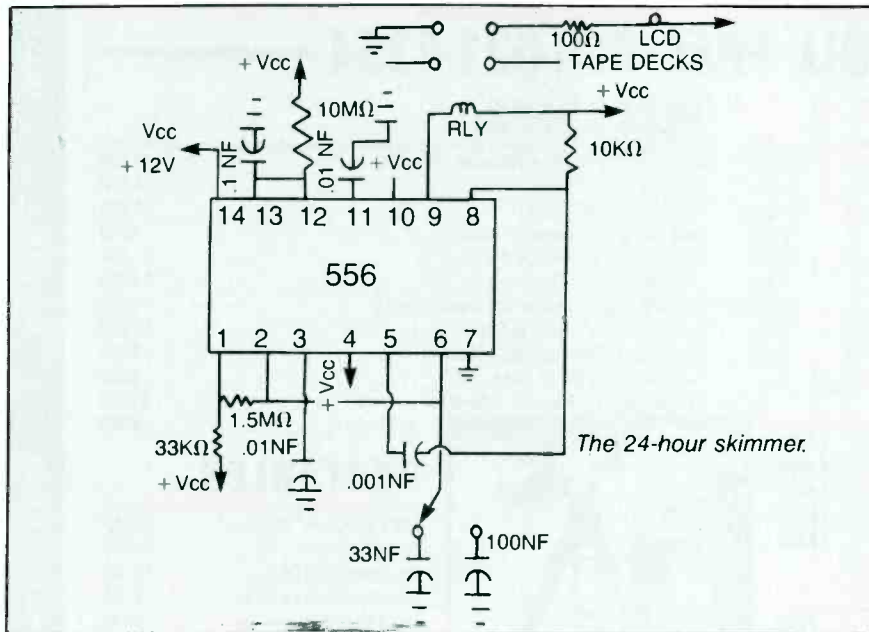 100Ω LCD
TAPE DECKS
+ Vcc
10MΩ
+ Vcc
Vcc
+ 12V
.1 NF
.01 NF
+ Vcc
RLY
10KΩ
14 13 12 11 10 9 8
556
1 2 3 4 5 6 7
+ Vcc
1.5MΩ
33KΩ
.01NF
+ Vcc
.001NF
The 24-hour skimmer.
33NF
100NF